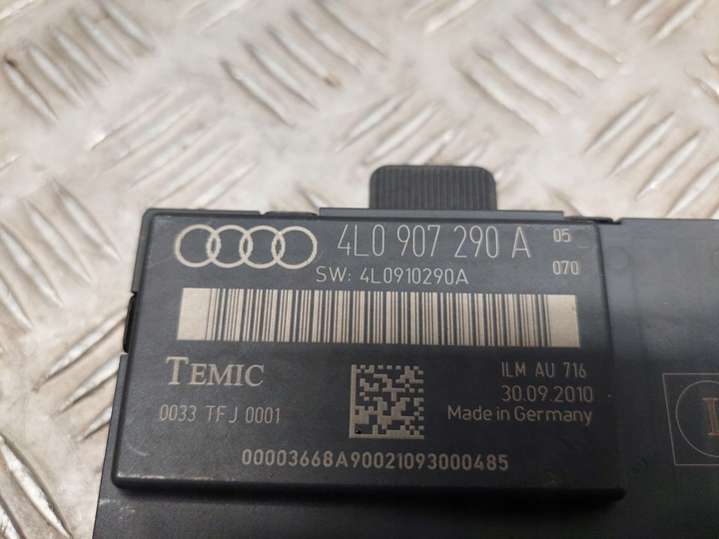 4L0 907 290 A 05
070
SW: 4L0910290A
TEMIC
ILM AU 716
30.09.2010
0033 TFJ 0001
Made in Germany
00003668A90021093000485